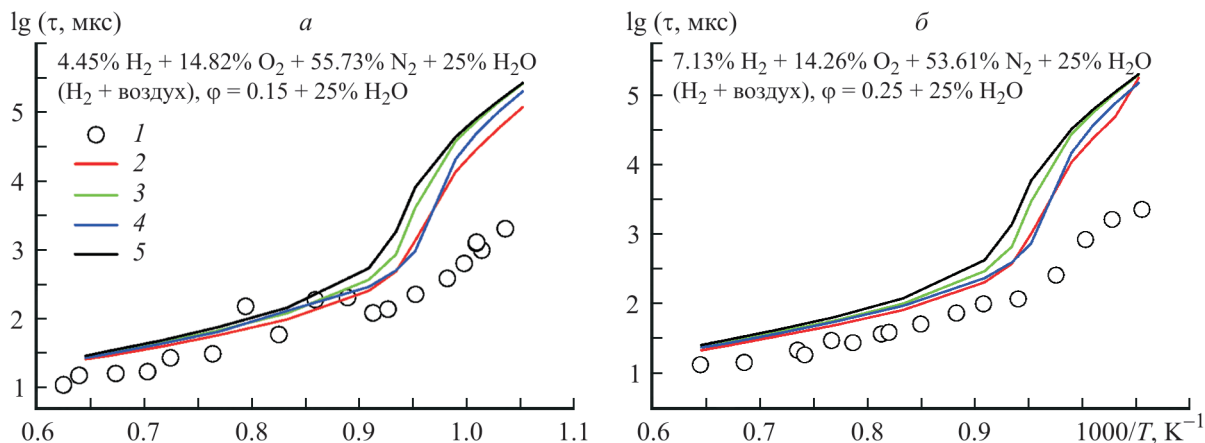 lg (τ, мкс)
а
4.45% H₂ + 14.82% O₂ + 55.73% N₂ + 25% H₂O
(H₂ + воздух), φ = 0.15 + 25% H₂O
1
2
3
4
5
5
4
3
2
1
0.6
0.7
0.8
0.9
1.0
1.1
lg (τ, мкс)
б
7.13% H₂ + 14.26% O₂ + 53.61% N₂ + 25% H₂O
(H₂ + воздух), φ = 0.25 + 25% H₂O
5
4
3
2
1
0.6
0.7
0.8
0.9
1000/T, K⁻¹